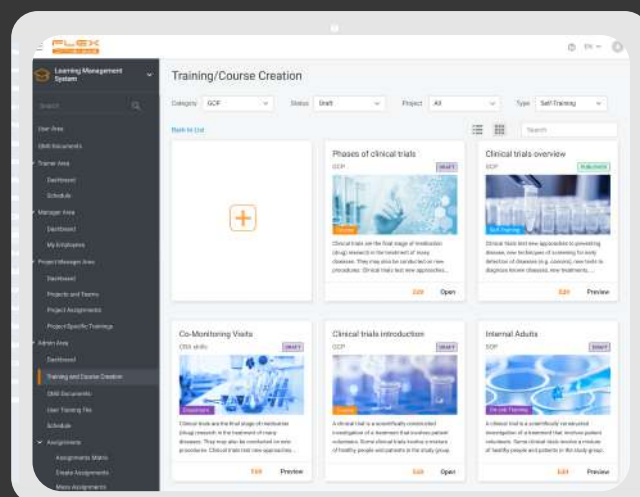 FLEX
EN
Learning Management
System
Search
User Area
QMS Documents
Trainer Area
Dashboard
Schedule
Manager Area
Dashboard
My Employees
Project Manager Area
Dashboard
Projects and Teams
Project Assignments
Project-Specific Trainings
Admin Area
Dashboard
Training and Course Creation
QMS Documents
User Training File
Schedule
Assignments
Assignments Matrix
Create Assignments
Mass Assignments
Training/Course Creation
Category GCP Status Draft Project All Type Self-Training
Back to List
Search
Phases of clinical trials
GCP DRAFT
Course
Clinical trials are the final stage of medication
(drug) research in the treatment of many
diseases. They may also be conducted on new
procedures. Clinical trials test new approaches...
Edit Open
Clinical trials overview
GCP PUBLISHED
Self-Training
Clinical trials test new approaches to preventing
disease, new techniques of screening for early
detection of diseases (e.g. cancers), new tests to
diagnose known diseases, new treatments, ...
Edit Preview
Co-Monitoring Visits
CRA skills DRAFT
Classroom
Clinical trials are the final stage of medication
(drug) research in the treatment of many
diseases. They may also be conducted on new
procedures. Clinical trials test new approaches...
Edit Preview
Clinical trials introduction
GCP DRAFT
Course
A clinical trial is a scientifically constructed
investigation of a treatment that involves patient
volunteers. Some clinical trials involve a mixture
of healthy people and patients in the study group.
Edit Open
Internal Adults
SOP DRAFT
On-Job Training
A clinical trial is a scientifically constructed
investigation of a treatment that involves patient
volunteers. Some clinical trials involve a mixture
of healthy people and patients in the study group.
Edit Preview